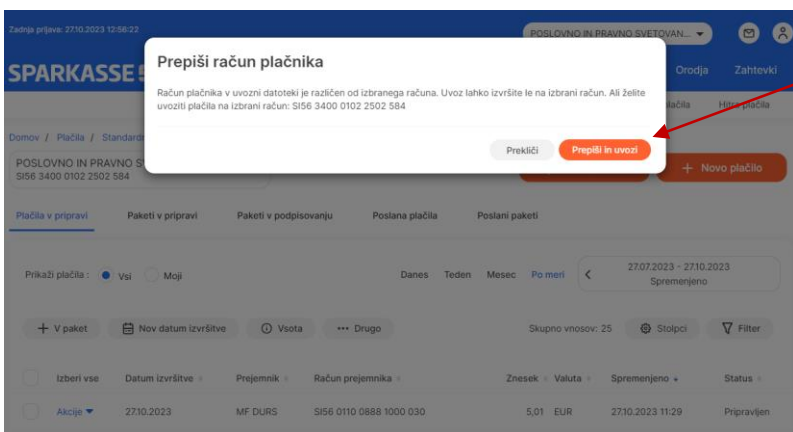 Zadnja prijava: 27.10.2023 12:56:22
POSLOVNO IN PRAVNO SVETOVAN...
SPARKASSE
Orodja Zahtevki
Prepiši račun plačnika
Račun plačnika v uvozni datoteki je različen od izbranega računa. Uvoz lahko izvršite le na izbrani račun. Ali želite
uvoziti plačila na izbrani račun: SI56 3400 0102 2502 584
Prekliči Prepiši in uvozi
plačila Hitra plačila
Domov / Plačila / Standard
POSLOVNO IN PRAVNO S
SI56 3400 0102 2502 584
+ Novo plačilo
Plačila v pripravi Paketi v pripravi Paketi v podpisovanju Poslana plačila Poslani paketi
Prikaži plačila : Vsi Moji Danes Teden Mesec Po meri < 27.07.2023 - 27.10.2023
Spremenjeno
+ V paket Nov datum izvršitve Vsota ••• Drugo Skupno vnosov: 25 Stolpci Filter
Izberi vse Datum izvršitve Prejemnik Račun prejemnika Znesek Valuta Spremenjeno Status
Akcije 27.10.2023 MF DURS SI56 0110 0888 1000 030 5,01 EUR 27.10.2023 11:29 Pripravljen